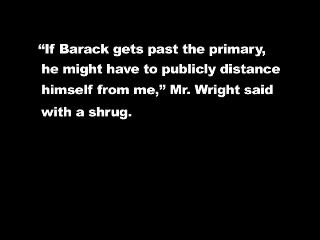 “If Barack gets past the primary,
he might have to publicly distance
himself from me,” Mr. Wright said
with a shrug.